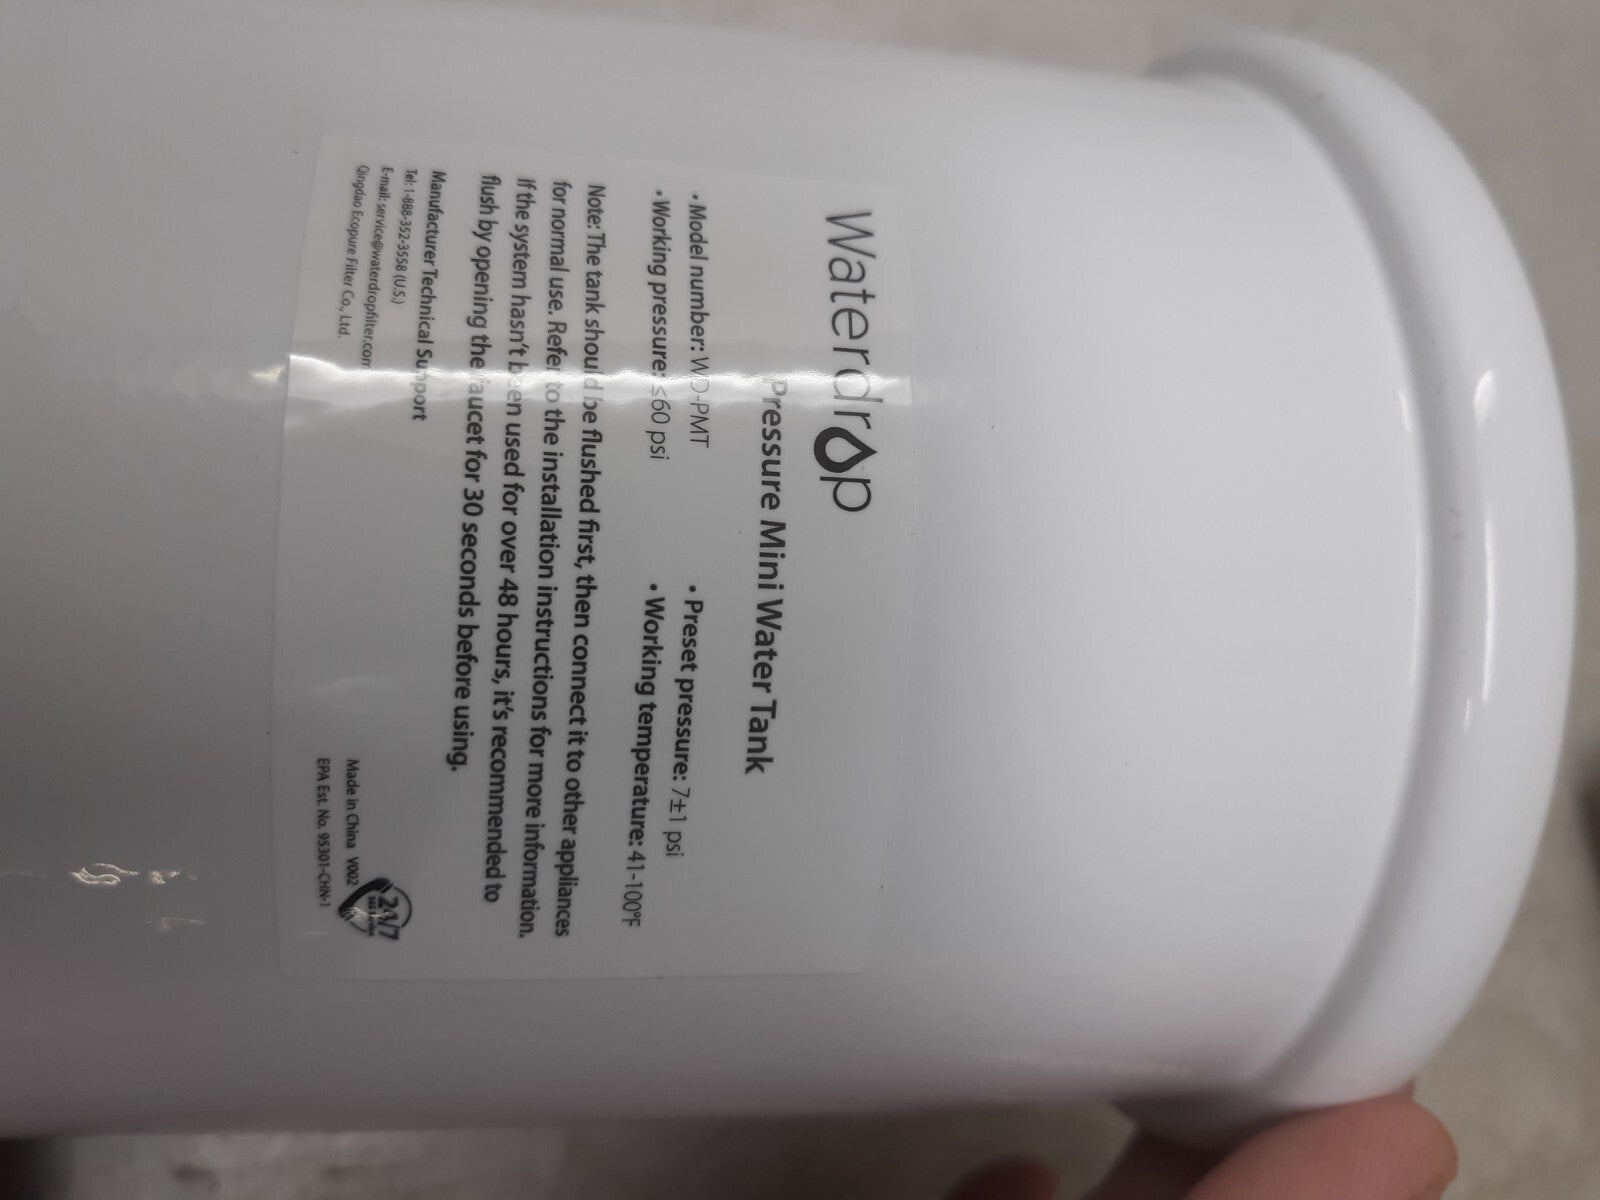 Waterdrop
Pressure Mini Water Tank
• Model number: WD-PMT
• Preset pressure: 7±1 psi
• Working pressure: ≤60 psi
• Working temperature: 41-100°F
Note: The tank should be flushed first, then connect it to other appliances
for normal use. Refer to the installation instructions for more information.
If the system hasn't been used for over 48 hours, it's recommended to
flush by opening the faucet for 30 seconds before using.
Manufacturer Technical Support
Tel: 1-888-352-3558 (U.S.)
E-mail: service@waterdropfilter.com
Qingdao Ecopure Filter Co., Ltd.
24/7
Made in China V002
EPA Est. No. 95301-CHN-1